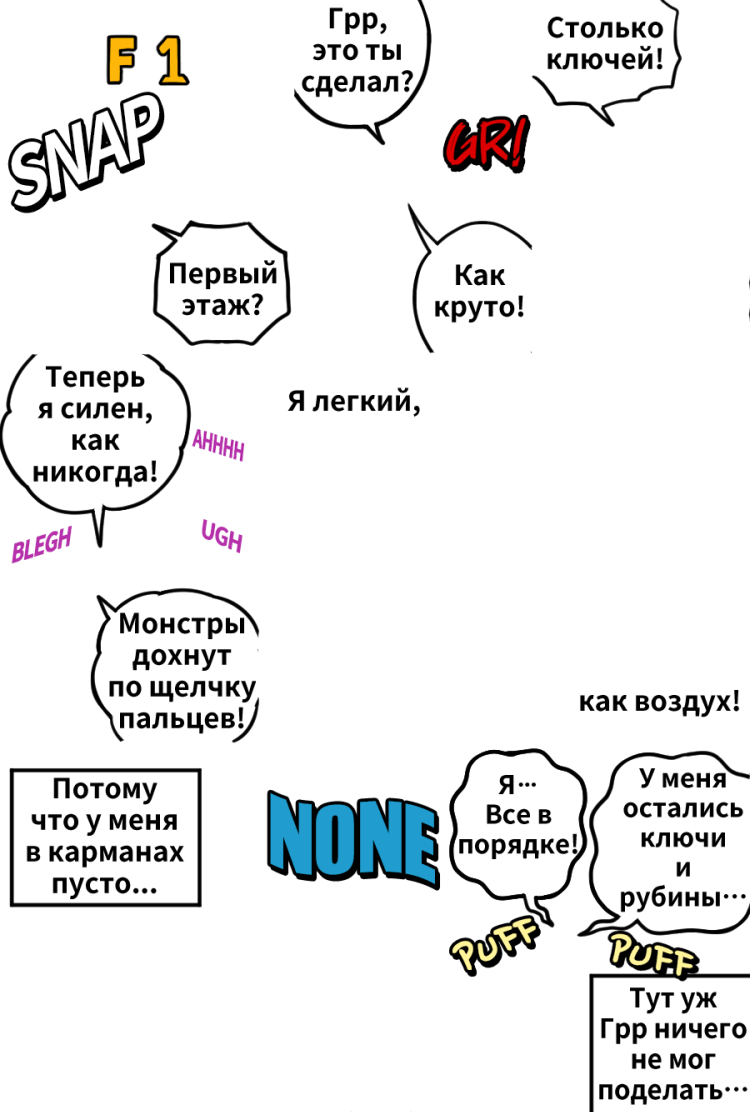 F 1
Грр,
это ты
сделал?
Столько
ключей!
SNAP
GR!
Первый
этаж?
Как
круто!
Теперь
я силен,
как
никогда!
Я легкий,
AHHHH
BLEGH
UGH
Монстры
дохнут
по щелчку
пальцев!
как воздух!
Потому
что у меня
в карманах
пусто...
NONE
Я...
Все в
порядке!
У меня
остались
ключи
и
рубины...
PUFF
PUFF
Тут уж
Грр ничего
не мог
поделать...